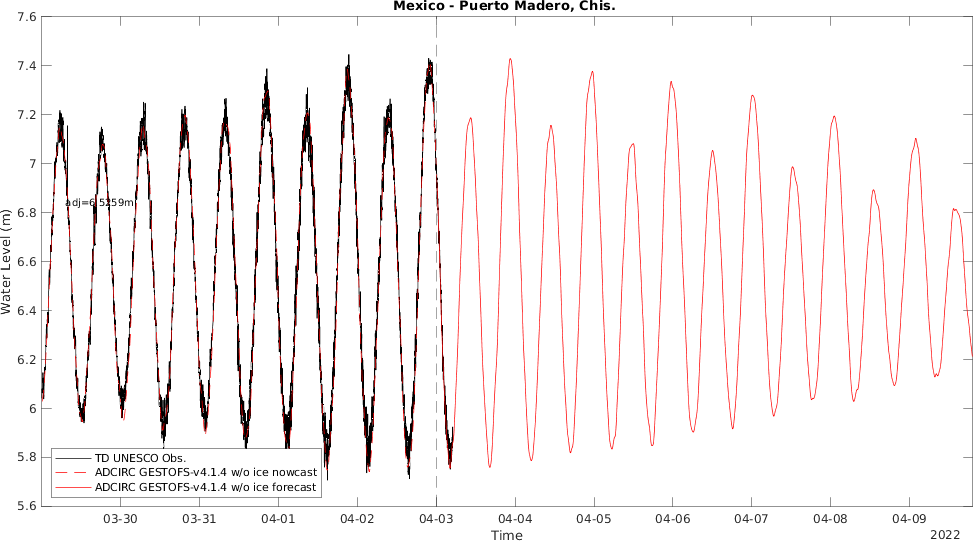 Mexico - Puerto Madero, Chis.
7.6
7.4
7.2
7
6.8
6.6
6.4
6.2
6
5.8
5.6
Water Level (m)
adj=6.5259m
TD UNESCO Obs.
ADCIRC GESTOFS-v4.1.4 w/o ice nowcast
ADCIRC GESTOFS-v4.1.4 w/o ice forecast
03-30 03-31 04-01 04-02 04-03 04-04 04-05 04-06 04-07 04-08 04-09
Time
2022